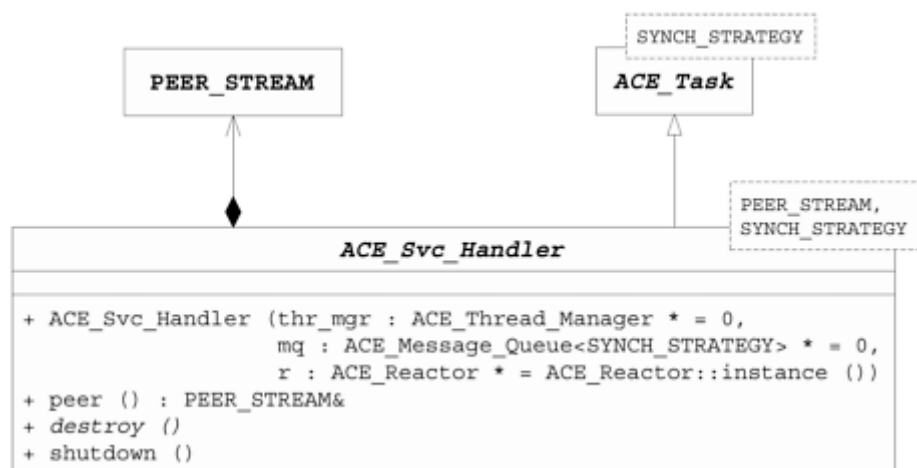 SYNCH_STRATEGY
PEER_STREAM
ACE_Task
PEER_STREAM,
SYNCH_STRATEGY
ACE_Svc_Handler
+ ACE_Svc_Handler (thr_mgr : ACE_Thread_Manager * = 0,
mq : ACE_Message_Queue<SYNCH_STRATEGY> * = 0,
r : ACE_Reactor * = ACE_Reactor::instance ())
+ peer () : PEER_STREAM&
+ destroy ()
+ shutdown ()